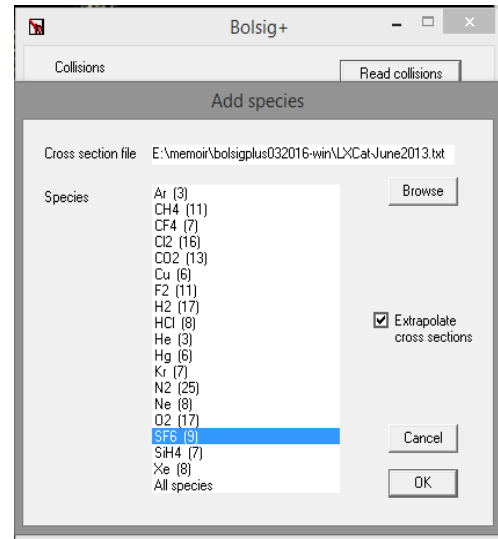 Bolsig+
Collisions
Read collisions
Add species
Cross section file E:\memoir\bolsigplus032016-win\LXCat-June2013.txt
Species
Browse
Ar (3)
CH4 (11)
CF4 (7)
Cl2 (16)
CO2 (13)
Cu (6)
F2 (11)
H2 (17)
HCl (8)
He (3)
Hg (6)
Kr (7)
N2 (25)
Ne (8)
O2 (17)
SF6 (9)
SiH4 (7)
Xe (8)
All species
Extrapolate
cross sections
Cancel
OK